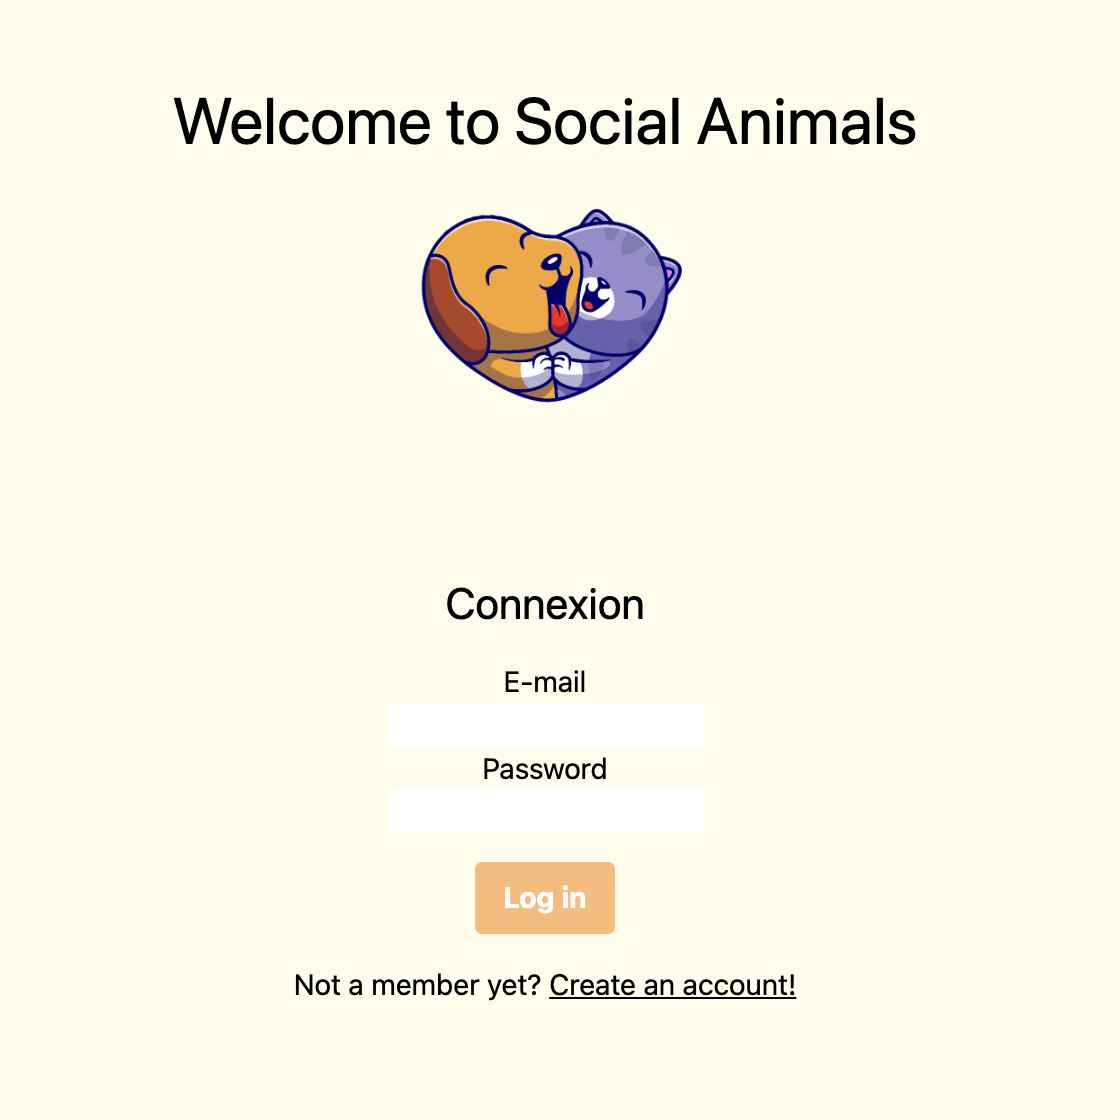 Welcome to Social Animals
Connexion
E-mail
Password
Log in
Not a member yet? Create an account!